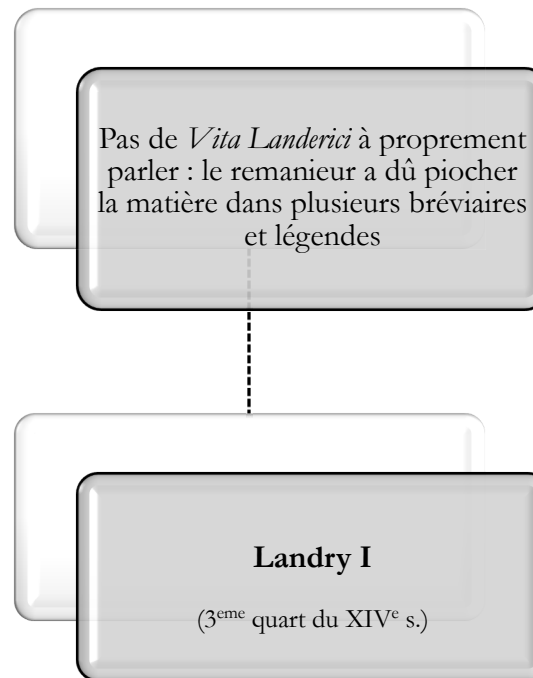 Pas de Vita Landerici à proprement
parler : le remanieur a dû piocher
la matière dans plusieurs bréviaires
et légendes
Landry I
(3eme quart du XIVe s.)